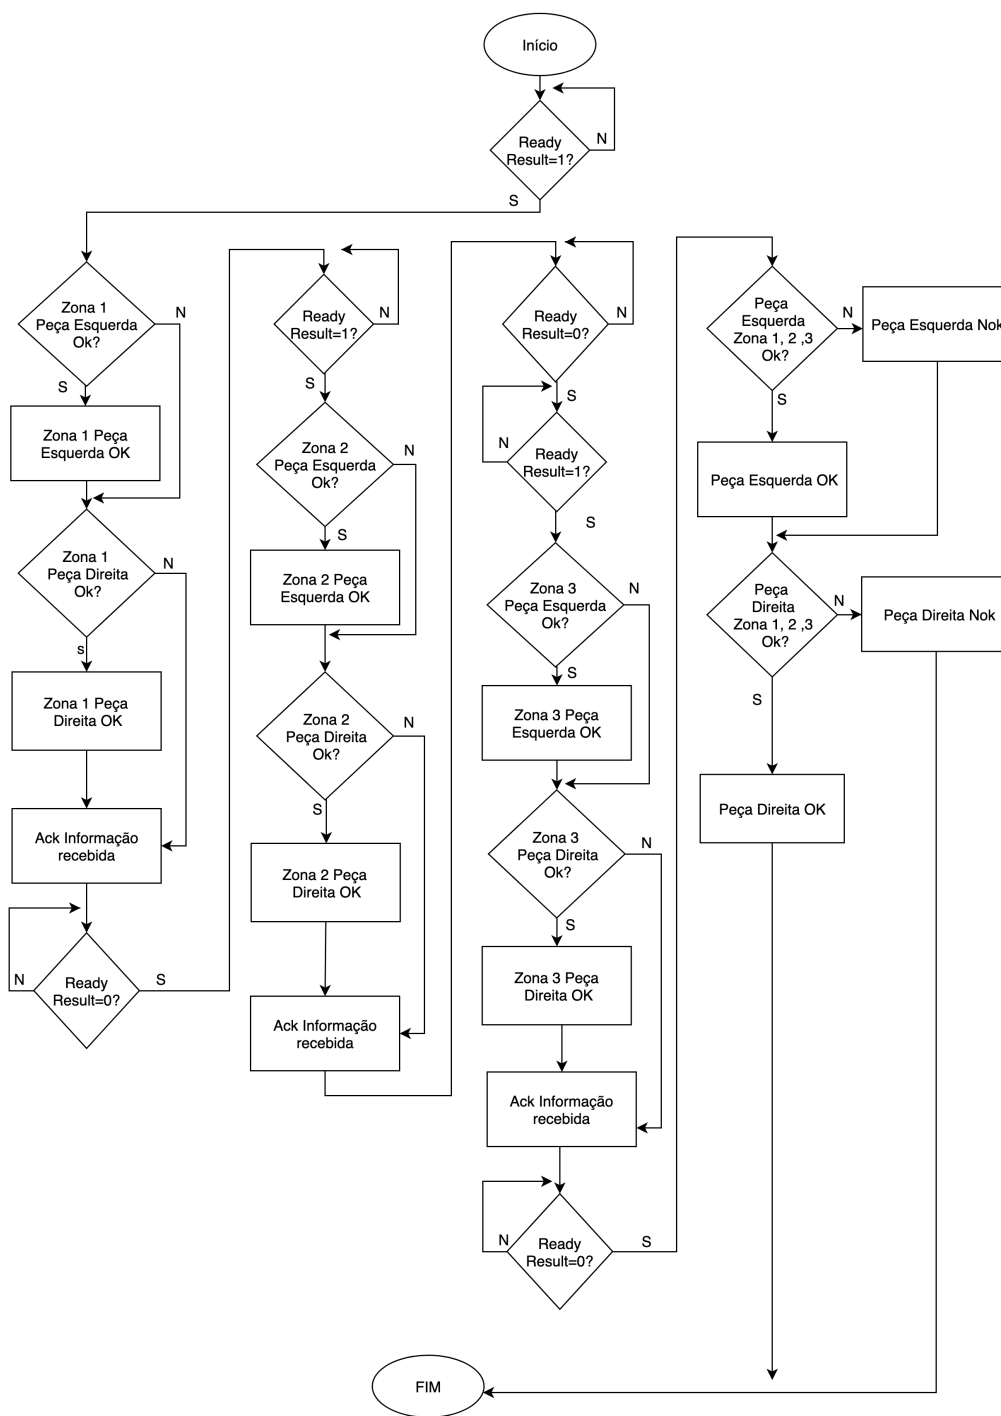 Início
Ready
Result=1?
N
S
Zona 1
Peça Esquerda
Ok?
N
S
Zona 1 Peça
Esquerda OK
Zona 1
Peça Direita
Ok?
N
s
Zona 1 Peça
Direita OK
Ack Informação
recebida
Ready
Result=0?
N
S
Ready
Result=1?
N
S
Zona 2
Peça Esquerda
Ok?
N
S
Zona 2 Peça
Esquerda OK
Zona 2
Peça Direita
Ok?
N
S
Zona 2 Peça
Direita OK
Ack Informação
recebida
Ready
Result=0?
N
S
Ready
Result=1?
N
S
Zona 3
Peça Esquerda
Ok?
N
S
Zona 3 Peça
Esquerda OK
Zona 3
Peça Direita
Ok?
N
S
Zona 3 Peça
Direita OK
Ack Informação
recebida
Ready
Result=0?
N
S
Peça
Esquerda
Zona 1, 2 ,3
Ok?
N
Peça Esquerda Nok
S
Peça Esquerda OK
Peça
Direita
Zona 1, 2 ,3
Ok?
N
Peça Direita Nok
S
Peça Direita OK
FIM